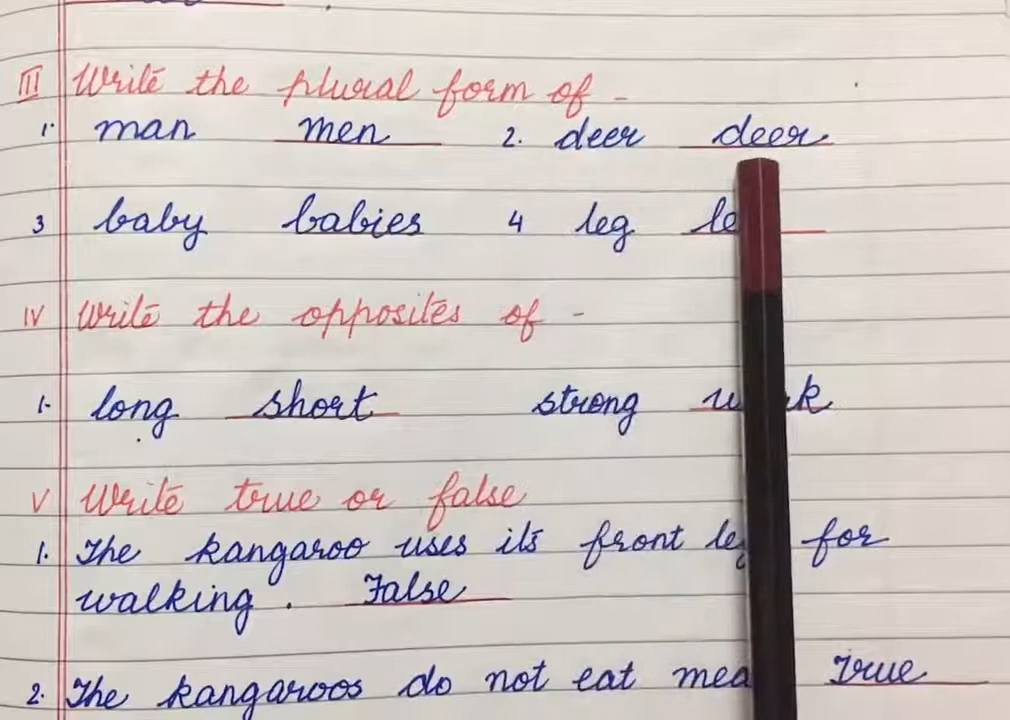 III Write the plural form of -
1. man men 2. deer deer
3 baby babies 4 leg
IV Write the opposites of -
1. long short strong
V Write true or false
1. The kangaroo uses its front for
walking. False
2. The kangaroos do not eat True